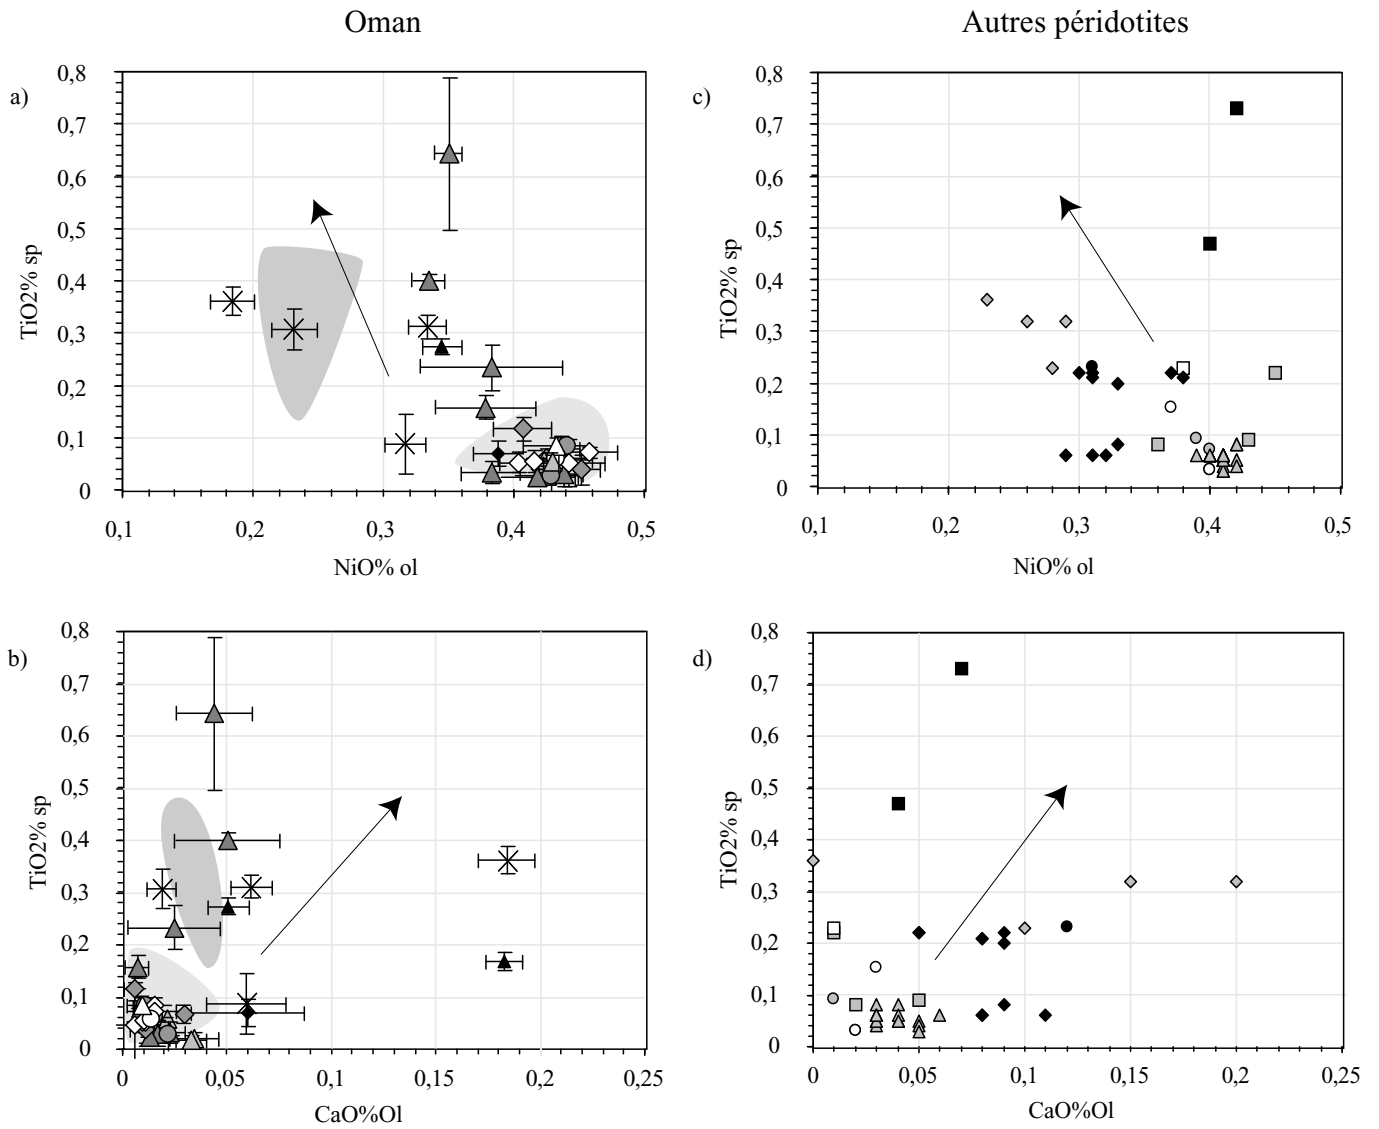 Oman
Autres péridotites
a)
0,8
0,7
0,6
0,5
0,4
0,3
0,2
0,1
0
TiO2% sp
0,1 0,2 0,3 0,4 0,5
NiO% ol
c)
0,8
0,7
0,6
0,5
0,4
0,3
0,2
0,1
0
TiO2% sp
0,1 0,2 0,3 0,4 0,5
NiO% ol
b)
0,8
0,7
0,6
0,5
0,4
0,3
0,2
0,1
0
TiO2% sp
0 0,05 0,1 0,15 0,2 0,25
CaO%Ol
d)
0,8
0,7
0,6
0,5
0,4
0,3
0,2
0,1
0
TiO2% sp
0 0,05 0,1 0,15 0,2 0,25
CaO%Ol